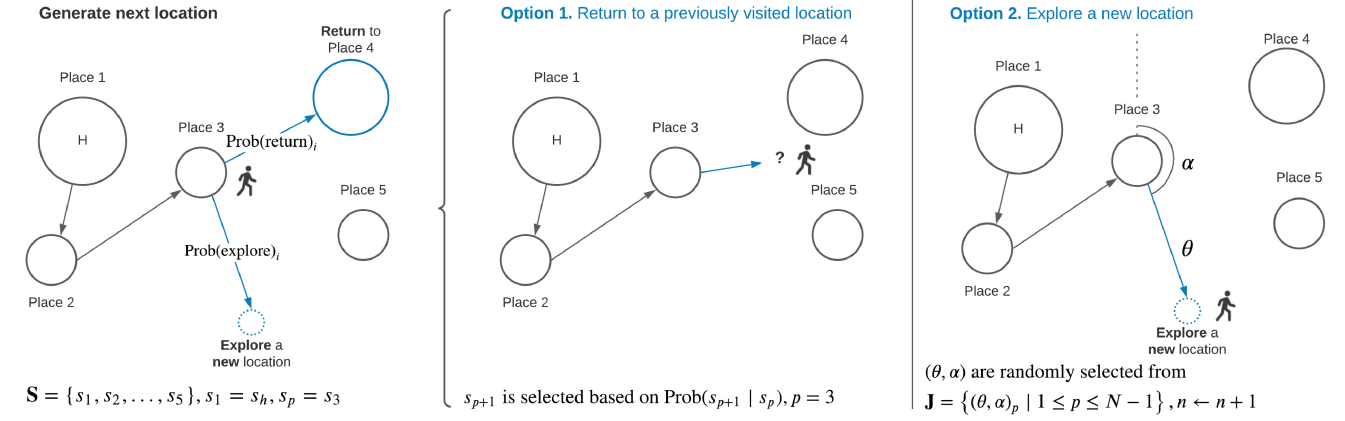 Generate next location
Return to
Place 4
Place 1
H
Place 3
Prob(return)ᵢ
Place 5
Prob(explore)ᵢ
Place 2
Explore a
new location
S = {s₁, s₂, . . . , s₅}, s₁ = sₕ, sₚ = s₃
Option 1. Return to a previously visited location
Place 4
Place 1
H
Place 3
?
Place 5
Place 2
sₚ₊₁ is selected based on Prob(sₚ₊₁ | sₚ), p = 3
Option 2. Explore a new location
Place 4
Place 1
Place 3
H
α
Place 5
θ
Place 2
Explore a
new location
(θ, α) are randomly selected from
J = {(θ, α)ₚ | 1 ≤ p ≤ N − 1} , n ← n + 1